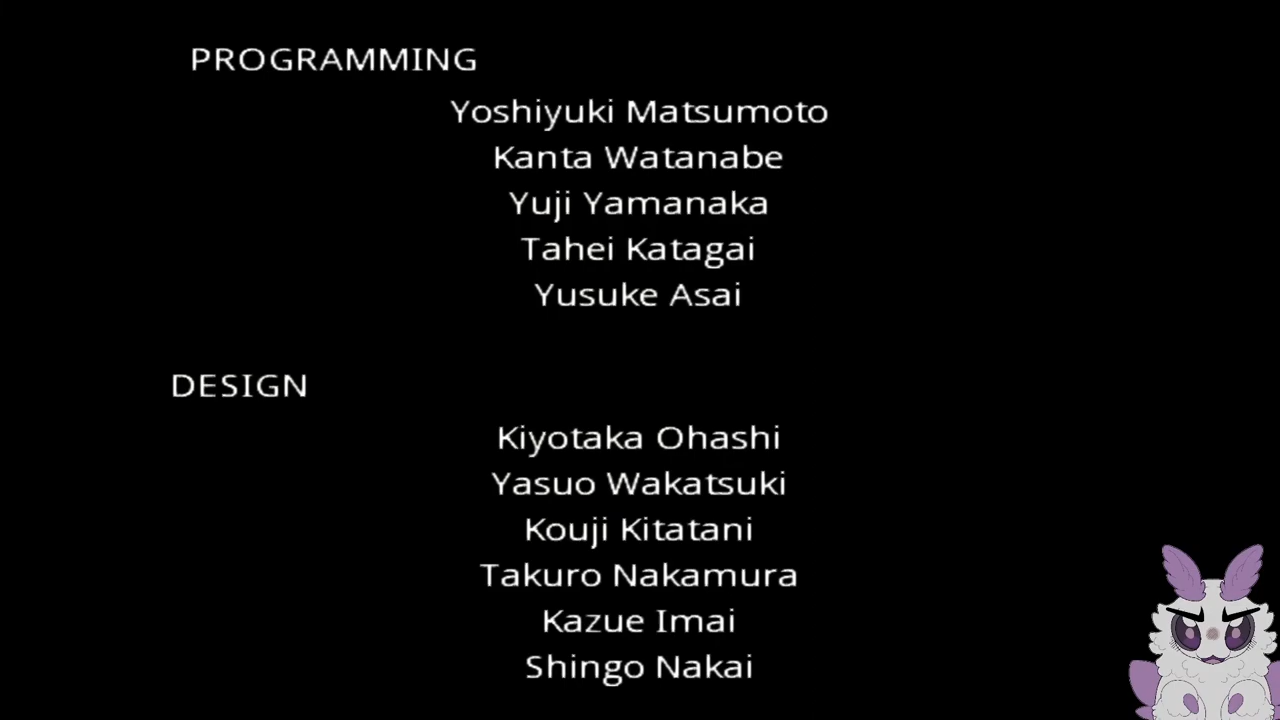 PROGRAMMING
Yoshiyuki Matsumoto
Kanta Watanabe
Yuji Yamanaka
Tahei Katagai
Yusuke Asai
DESIGN
Kiyotaka Ohashi
Yasuo Wakatsuki
Kouji Kitatani
Takuro Nakamura
Kazue Imai
Shingo Nakai